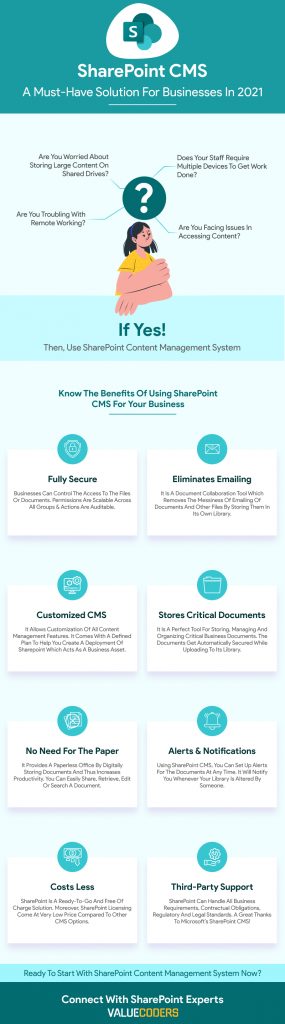 S
SharePoint CMS
A Must-Have Solution For Businesses In 2021
Are You Worried About
Storing Large Content On
Shared Drives?
Does Your Staff Require
Multiple Devices To Get Work
Done?
?
Are You Troubling With
Remote Working?
Are You Facing Issues In
Accessing Content?
If Yes!
Then, Use SharePoint Content Management System
Know The Benefits Of Using SharePoint
CMS For Your Business
Fully Secure
Businesses Can Control The Access To The Files
Or Documents. Permissions Are Scalable Across
All Groups & Actions Are Auditable.
Eliminates Emailing
It Is A Document Collaboration Tool Which
Removes The Messiness Of Emailing Of
Documents And Other Files By Storing Them In
Its Own Library.
Customized CMS
It Allows Customization Of All Content
Management Features. It Comes With A Defined
Plan To Help You Create A Deployment Of
Sharepoint Which Acts As A Business Asset.
Stores Critical Documents
It Is A Perfect Tool For Storing, Managing And
Organizing Critical Business Documents. The
Documents Get Automatically Secured While
Uploading To Its Library.
No Need For The Paper
It Provides A Paperless Office By Digitally
Storing Documents And Thus Increases
Productivity. You Can Easily Share, Retrieve, Edit
Or Search A Document.
Alerts & Notifications
Using SharePoint CMS, You Can Set Up Alerts
For The Documents At Any Time. It Will Notify
You Whenever Your Library Is Altered By
Someone.
Costs Less
SharePoint Is A Ready-To-Go And Free Of
Charge Solution. Moreover, SharePoint Licensing
Come At Very Low Price Compared To Other
CMS Options.
Third-Party Support
SharePoint Can Handle All Business
Requirements, Contractual Obligations,
Regulatory And Legal Standards. A Great Thanks
To Microsoft's SharePoint CMS!
Ready To Start With SharePoint Content Management System Now?
Connect With SharePoint Experts
VALUECODERS